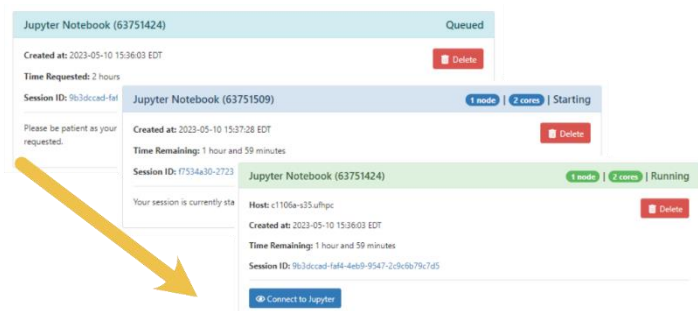 Jupyter Notebook (63751424) Queued
Created at: 2023-05-10 15:36:03 EDT
Delete
Time Requested: 2 hours
Session ID: 9b3dccad-faf
Please be patient as your
requested.
Jupyter Notebook (63751509) 1 node | 2 cores | Starting
Created at: 2023-05-10 15:37:28 EDT
Delete
Time Remaining: 1 hour and 59 minutes
Session ID: f7534a30-2723
Your session is currently sta
Jupyter Notebook (63751424) 1 node | 2 cores | Running
Host: c1106a-s35.ufhpc
Delete
Created at: 2023-05-10 15:36:03 EDT
Time Remaining: 1 hour and 59 minutes
Session ID: 9b3dccad-faf4-4eb9-9547-2c9c6b79c7d5
Connect to Jupyter